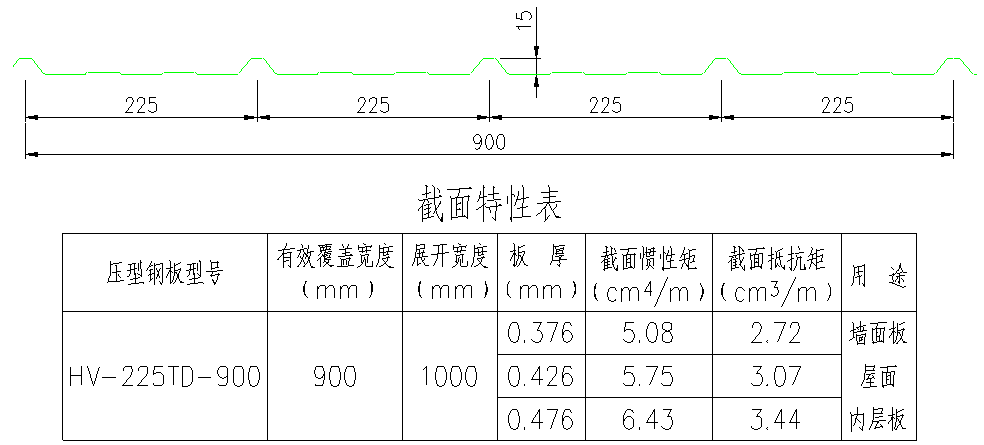 15
225 225 225 225
900
截面特性表
压型钢板型号 有效覆盖宽度(mm) 展开宽度(mm) 板 厚(mm) 截面惯性矩(cm4/m) 截面抵抗矩(cm3/m) 用 途
HV-225TD-900 900 1000 0.376 5.08 2.72 墙面板
0.426 5.75 3.07 屋面
0.476 6.43 3.44 内层板